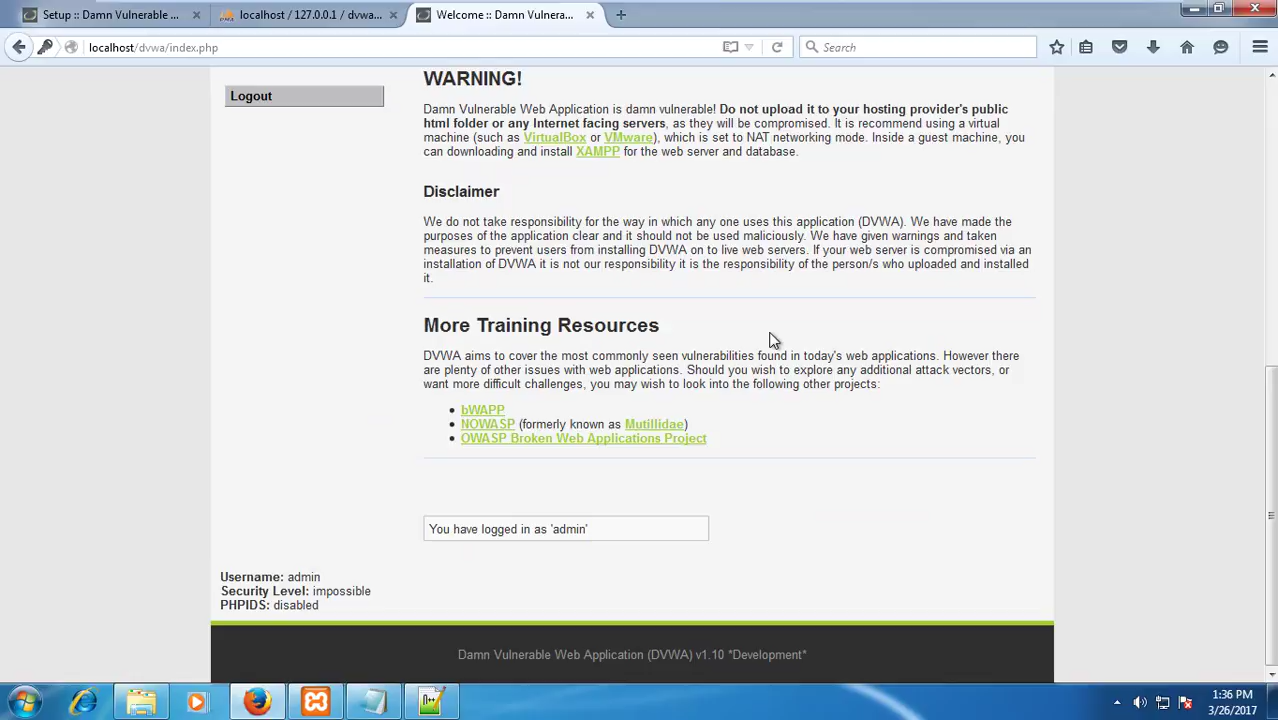 Setup :: Damn Vulnerable ...
localhost / 127.0.0.1 / dvwa...
Welcome :: Damn Vulnera...
localhost/dvwa/index.php
Search
Logout
WARNING!
Damn Vulnerable Web Application is damn vulnerable! Do not upload it to your hosting provider's public
html folder or any Internet facing servers, as they will be compromised. It is recommend using a virtual
machine (such as VirtualBox or VMware), which is set to NAT networking mode. Inside a guest machine, you
can downloading and install XAMPP for the web server and database.
Disclaimer
We do not take responsibility for the way in which any one uses this application (DVWA). We have made the
purposes of the application clear and it should not be used maliciously. We have given warnings and taken
measures to prevent users from installing DVWA on to live web servers. If your web server is compromised via an
installation of DVWA it is not our responsibility it is the responsibility of the person/s who uploaded and installed
it.
More Training Resources
DVWA aims to cover the most commonly seen vulnerabilities found in today's web applications. However there
are plenty of other issues with web applications. Should you wish to explore any additional attack vectors, or
want more difficult challenges, you may wish to look into the following other projects:
• bWAPP
• NOWASP (formerly known as Mutillidae)
• OWASP Broken Web Applications Project
You have logged in as 'admin'
Username: admin
Security Level: impossible
PHPIDS: disabled
Damn Vulnerable Web Application (DVWA) v1.10 *Development*
1:36 PM
3/26/2017